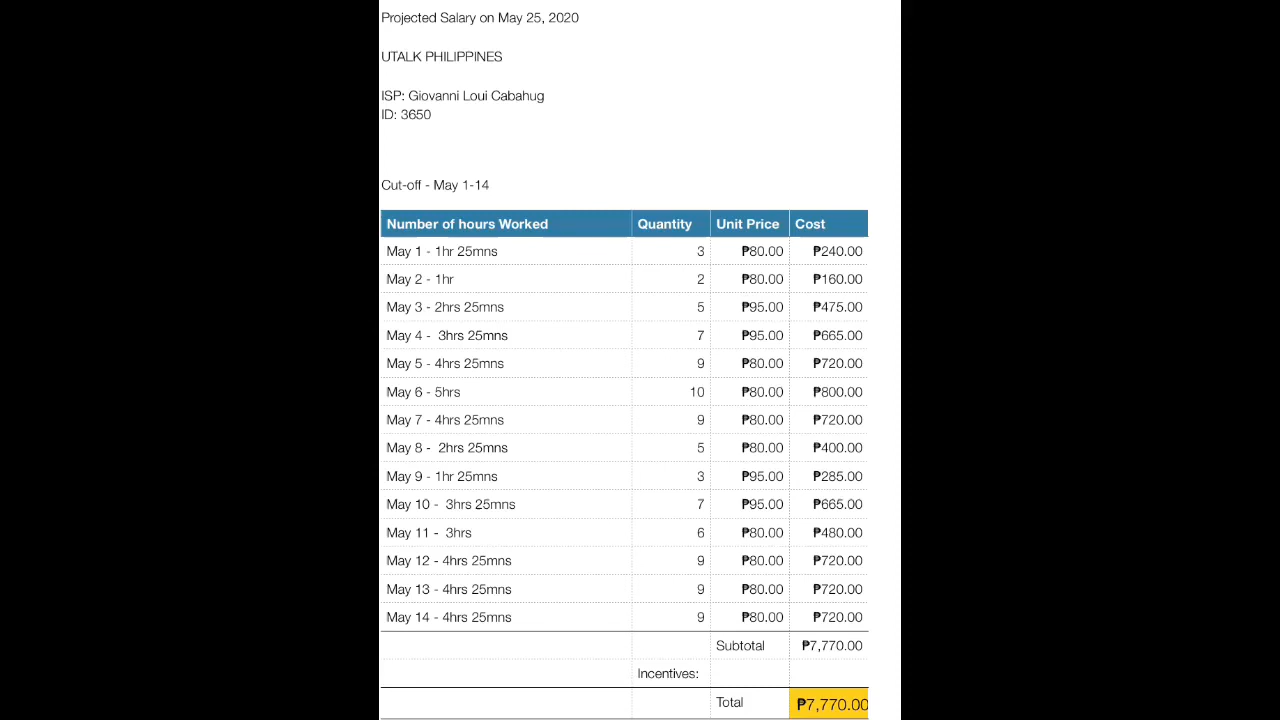 Projected Salary on May 25, 2020
UTALK PHILIPPINES
ISP: Giovanni Loui Cabahug
ID: 3650
Cut-off - May 1-14
Number of hours Worked Quantity Unit Price Cost
May 1 - 1hr 25mns 3 ₱80.00 ₱240.00
May 2 - 1hr 2 ₱80.00 ₱160.00
May 3 - 2hrs 25mns 5 ₱95.00 ₱475.00
May 4 - 3hrs 25mns 7 ₱95.00 ₱665.00
May 5 - 4hrs 25mns 9 ₱80.00 ₱720.00
May 6 - 5hrs 10 ₱80.00 ₱800.00
May 7 - 4hrs 25mns 9 ₱80.00 ₱720.00
May 8 - 2hrs 25mns 5 ₱80.00 ₱400.00
May 9 - 1hr 25mns 3 ₱95.00 ₱285.00
May 10 - 3hrs 25mns 7 ₱95.00 ₱665.00
May 11 - 3hrs 6 ₱80.00 ₱480.00
May 12 - 4hrs 25mns 9 ₱80.00 ₱720.00
May 13 - 4hrs 25mns 9 ₱80.00 ₱720.00
May 14 - 4hrs 25mns 9 ₱80.00 ₱720.00
Subtotal ₱7,770.00
Incentives:
Total ₱7,770.00